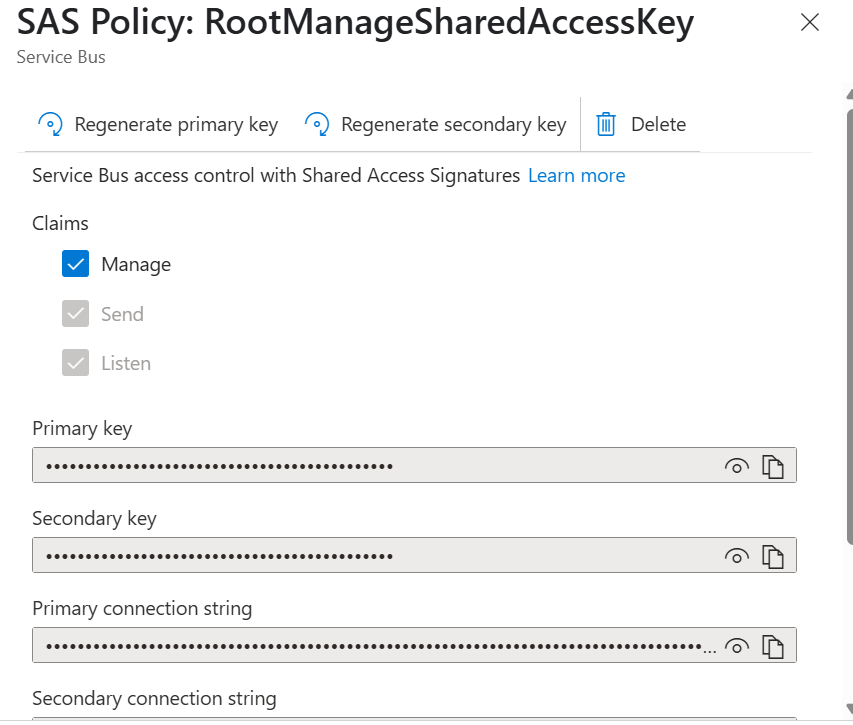 SAS Policy: RootManageSharedAccessKey
Service Bus
Regenerate primary key Regenerate secondary key Delete
Service Bus access control with Shared Access Signatures Learn more
Claims
Manage
Send
Listen
Primary key
••••••••••••••••••••••••••••••••••••••••••••
Secondary key
••••••••••••••••••••••••••••••••••••••••••••
Primary connection string
••••••••••••••••••••••••••••••••••••••••••••••••••••••••••••••••••••••••••••••••••••...
Secondary connection string